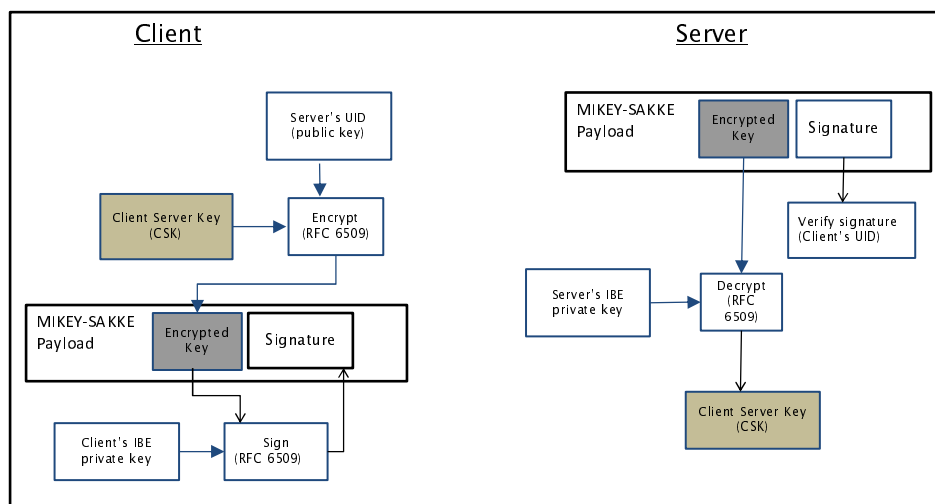 Client
Server's UID
(public key)
Client Server Key
(CSK)
Encrypt
(RFC 6509)
MIKEY-SAKKE
Payload
Encrypted
Key
Signature
Client's IBE
private key
Sign
(RFC 6509)
Server
MIKEY-SAKKE
Payload
Encrypted
Key
Signature
Verify signature
(Client's UID)
Server's IBE
private key
Decrypt
(RFC
6509)
Client Server Key
(CSK)